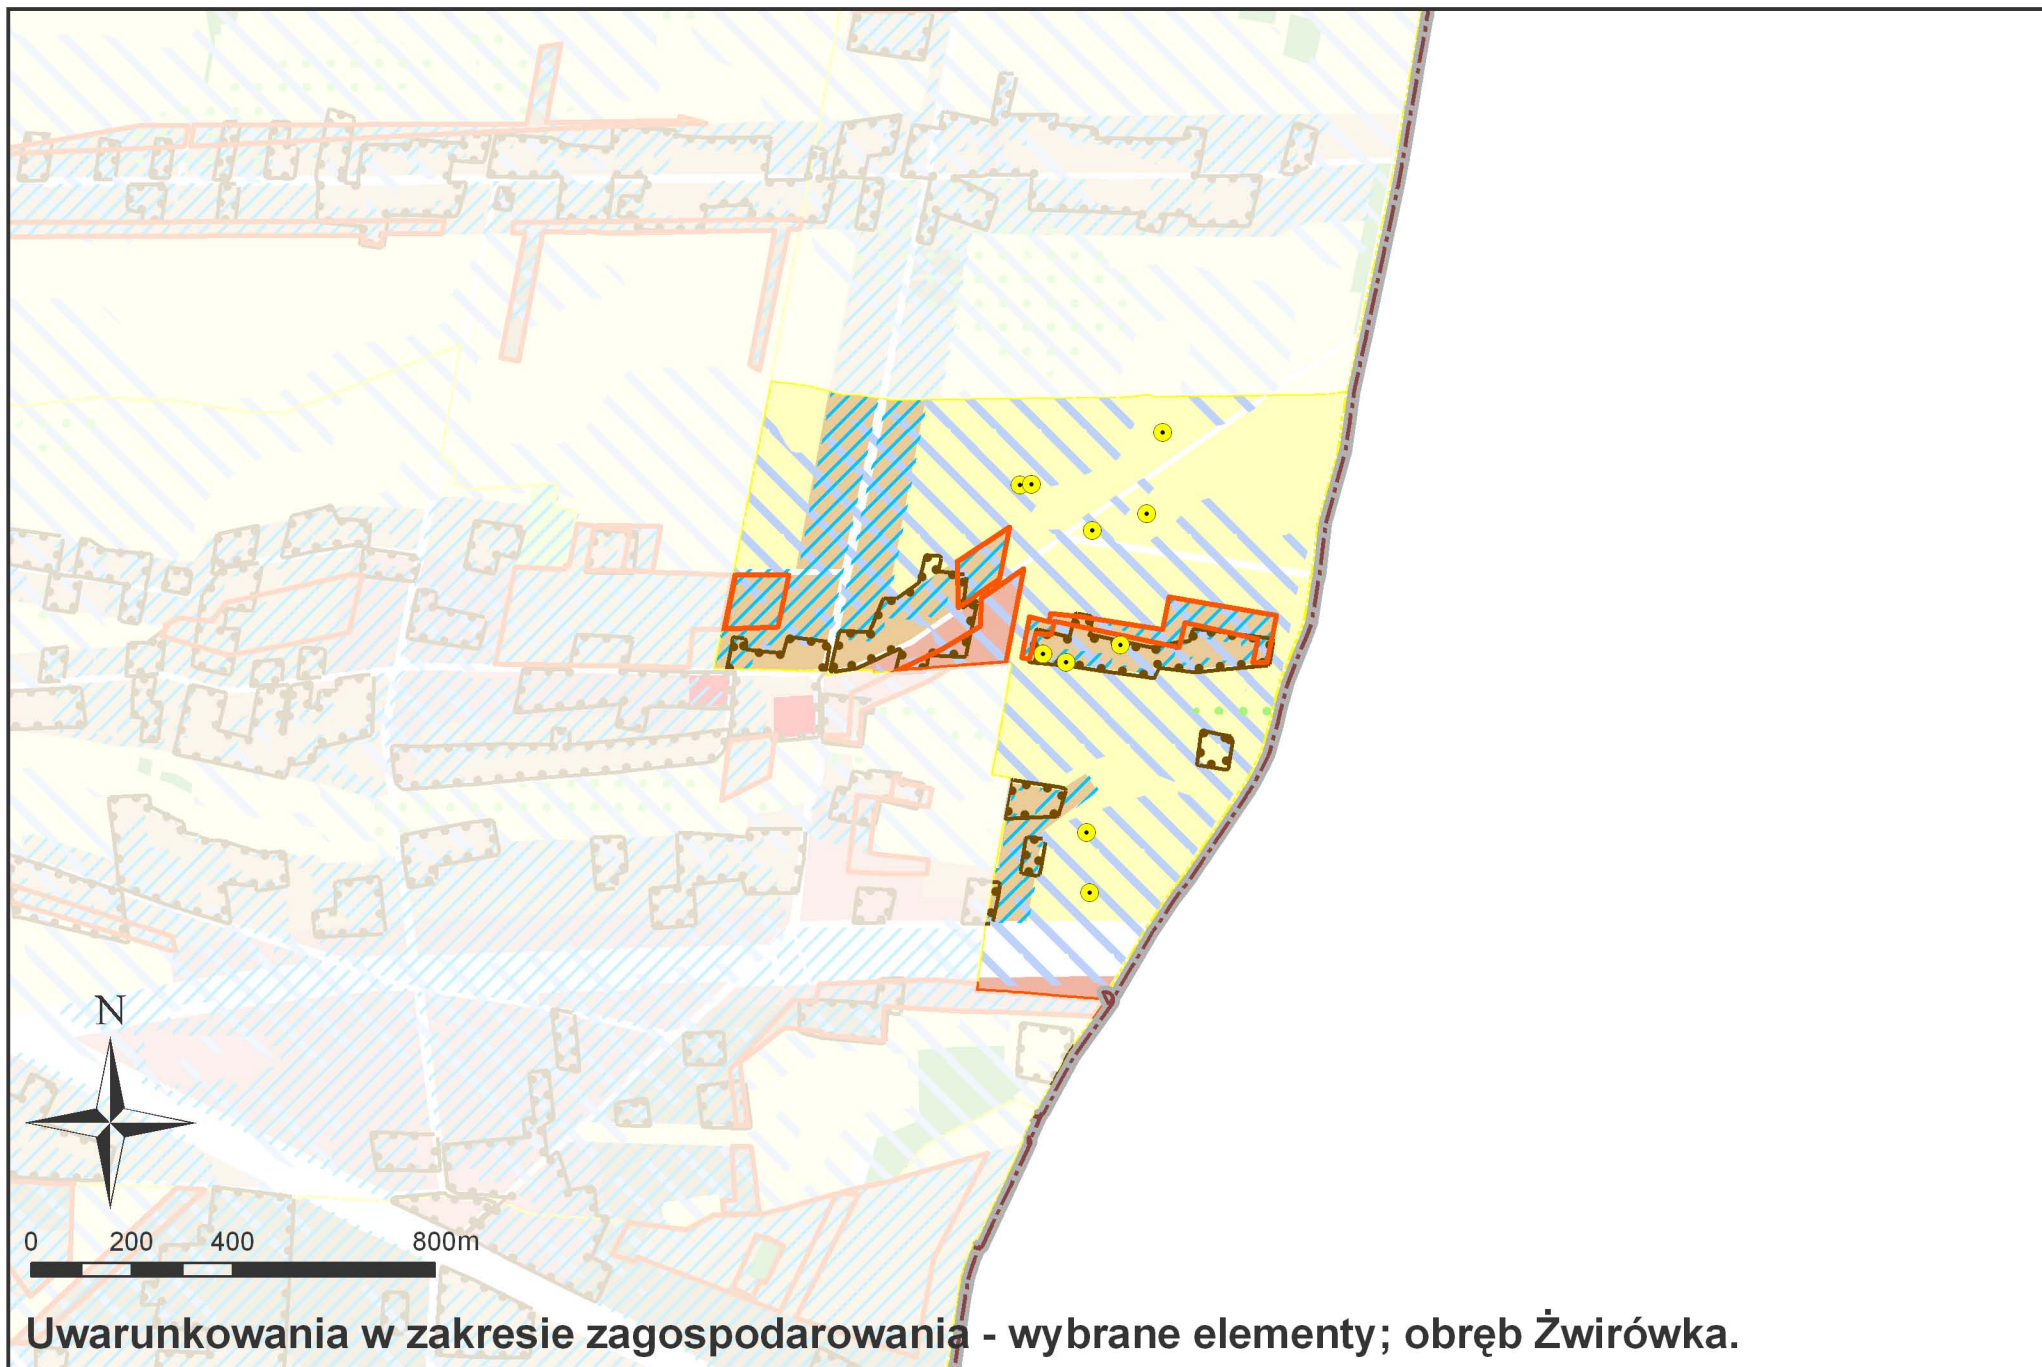 N
0 200 400 800m
Uwarunkowania w zakresie zagospodarowania - wybrane elementy; obręb Żwirówka.